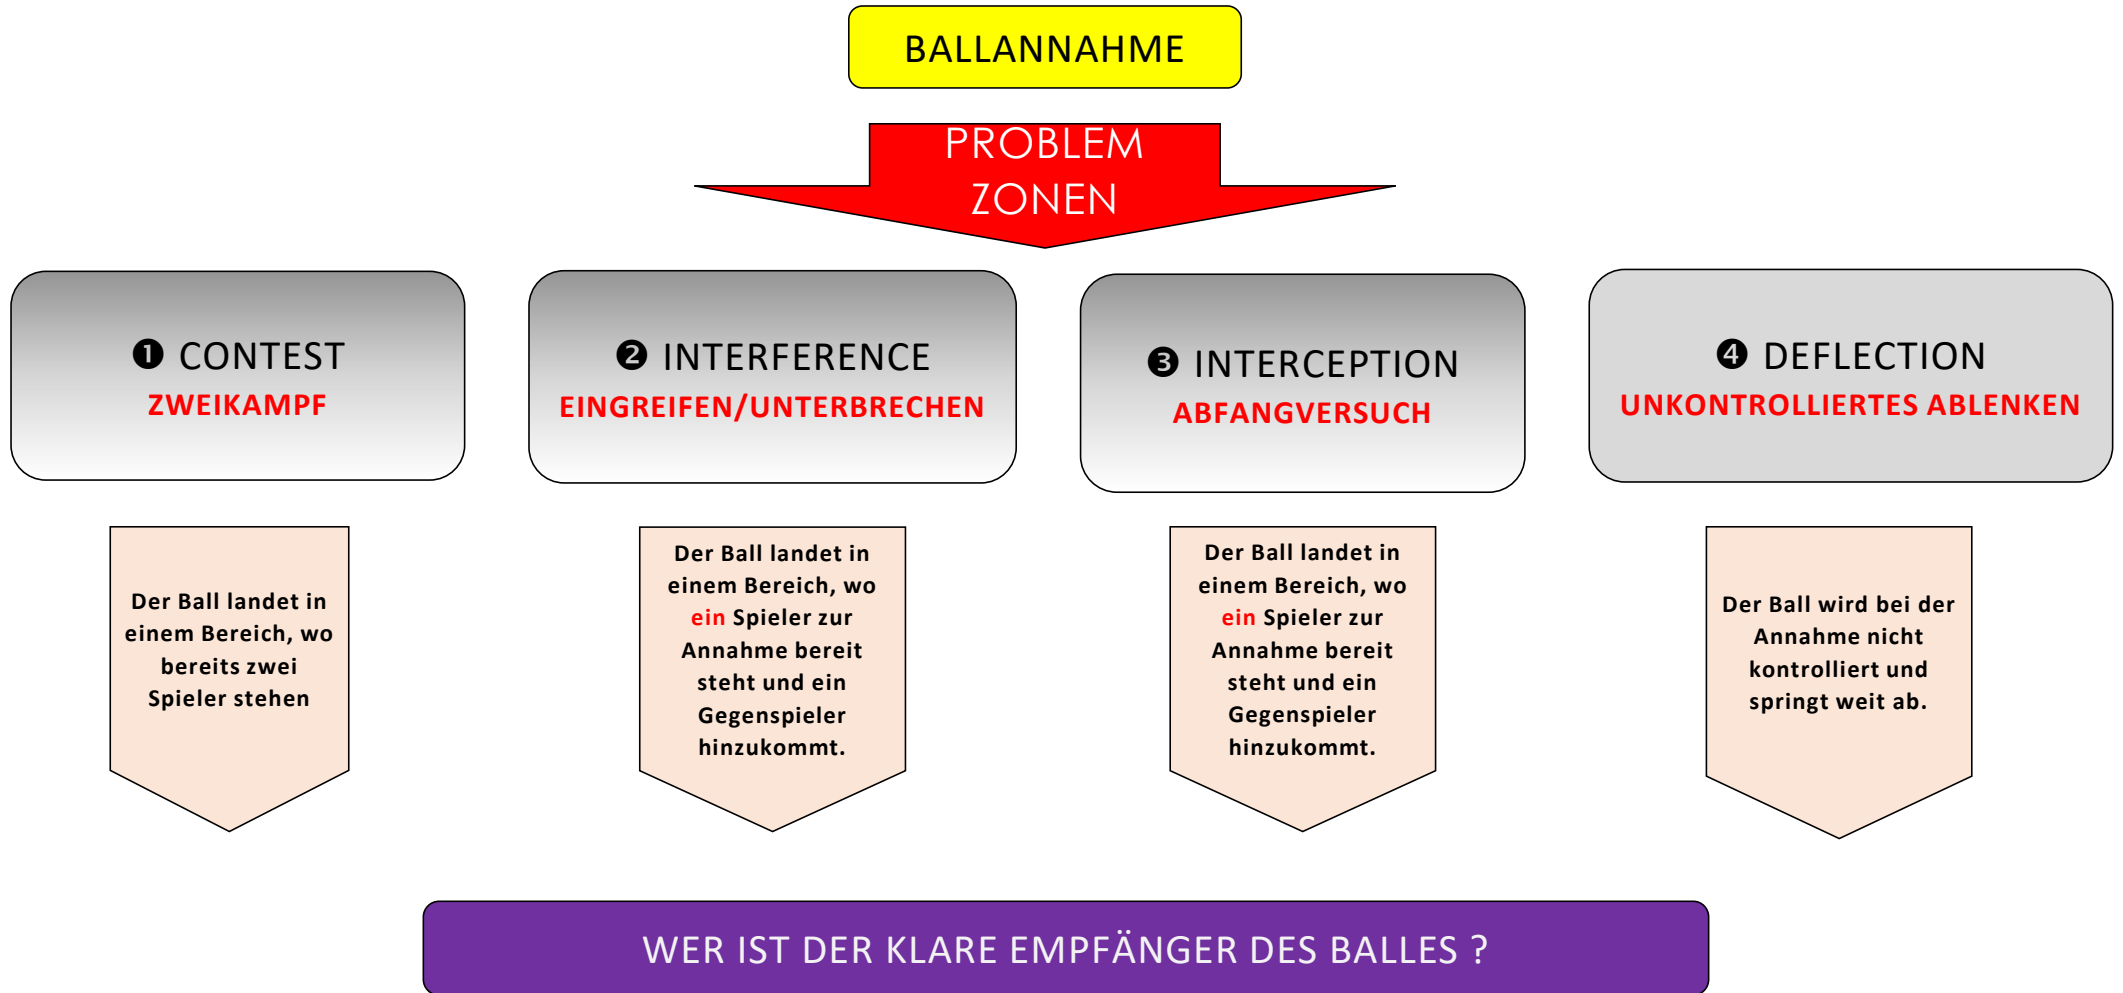 BALLANNAHME
PROBLEM
ZONEN
❶ CONTEST
ZWEIKAMPF
❷ INTERFERENCE
EINGREIFEN/UNTERBRECHEN
❸ INTERCEPTION
ABFANGVERSUCH
❹ DEFLECTION
UNKONTROLLIERTES ABLENKEN
Der Ball landet in
einem Bereich, wo
bereits zwei
Spieler stehen
Der Ball landet in
einem Bereich, wo
ein Spieler zur
Annahme bereit
steht und ein
Gegenspieler
hinzukommt.
Der Ball landet in
einem Bereich, wo
ein Spieler zur
Annahme bereit
steht und ein
Gegenspieler
hinzukommt.
Der Ball wird bei der
Annahme nicht
kontrolliert und
springt weit ab.
WER IST DER KLARE EMPFÄNGER DES BALLES ?